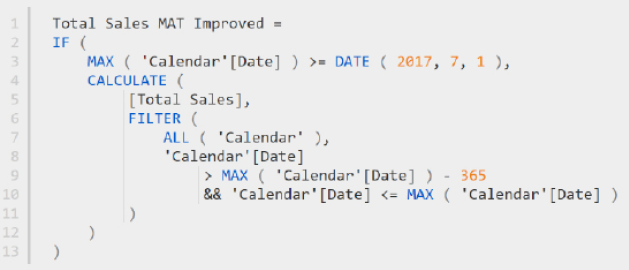 1 Total Sales MAT Improved =
2 IF (
3 MAX ( 'Calendar'[Date] ) >= DATE ( 2017, 7, 1 ),
4 CALCULATE (
5 [Total Sales],
6 FILTER (
7 ALL ( 'Calendar' ),
8 'Calendar'[Date]
9 > MAX ( 'Calendar'[Date] ) - 365
10 && 'Calendar'[Date] <= MAX ( 'Calendar'[Date] )
11 )
12 )
13 )